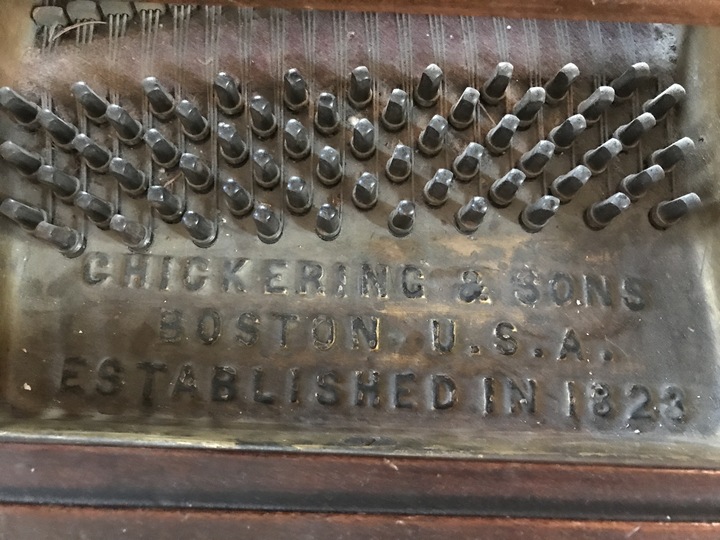 CHICKERING & SONS
BOSTON U.S.A.
ESTABLISHED IN 1823